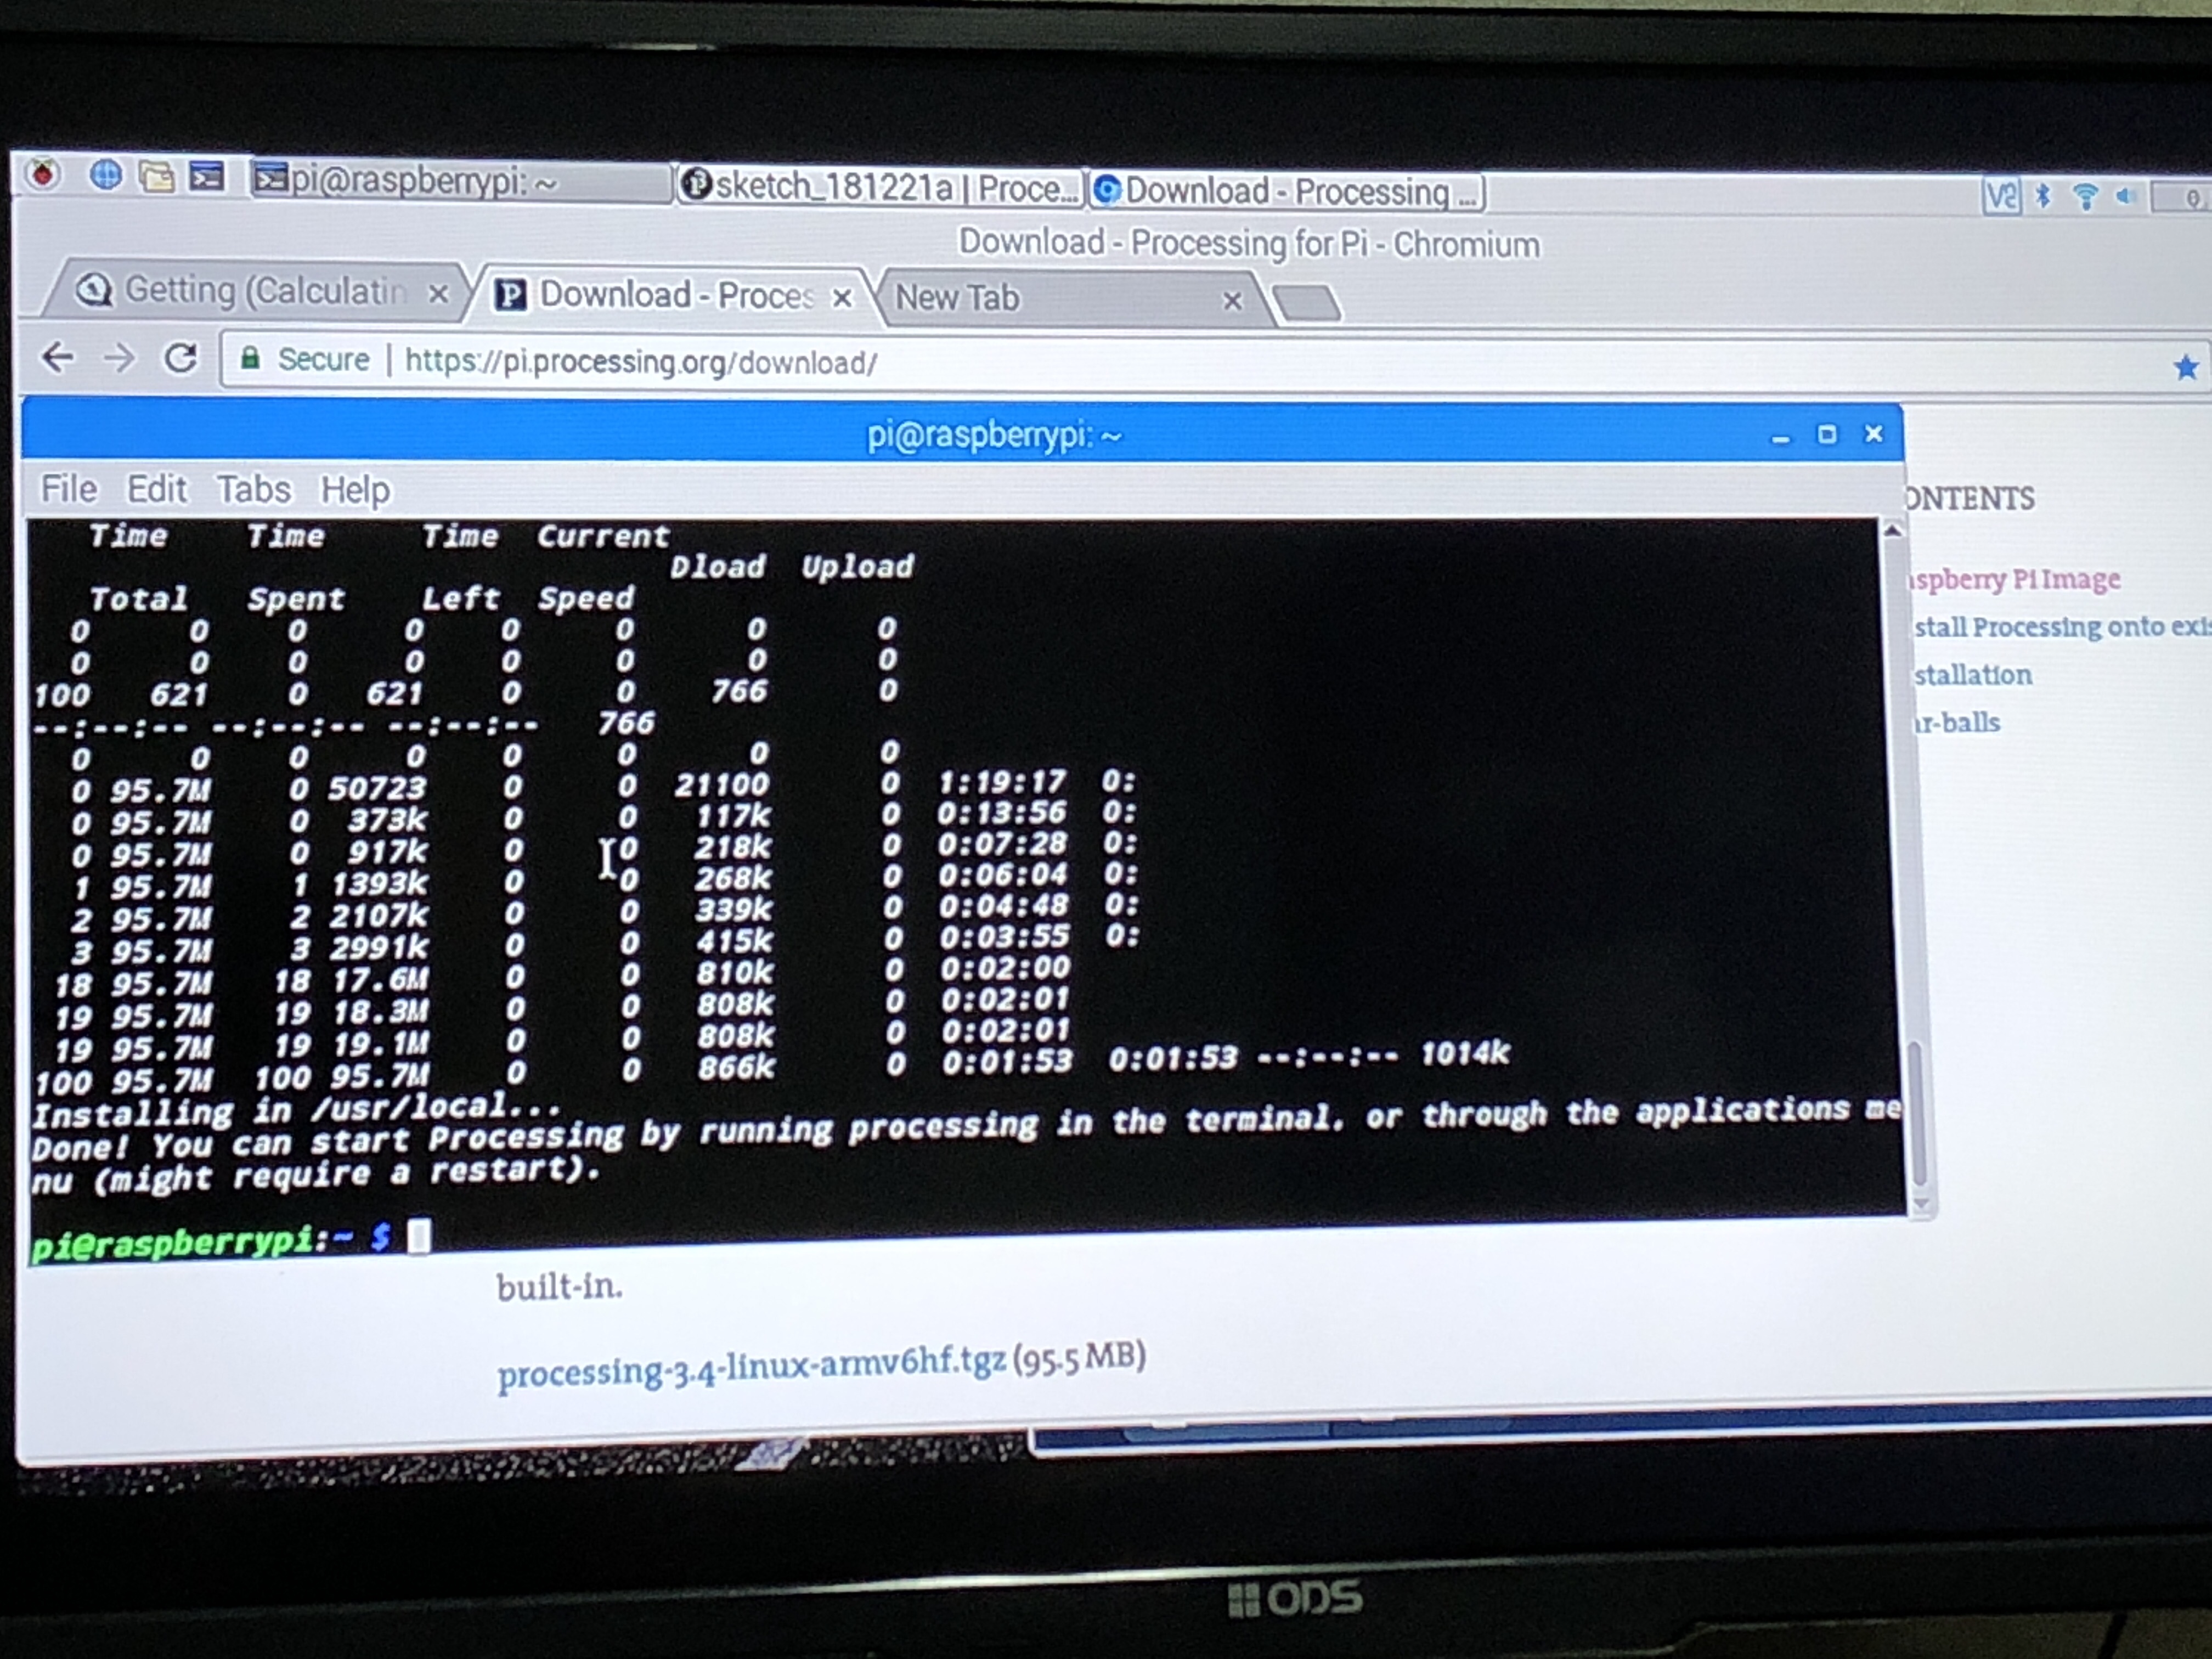 pi@raspberrypi: ~ sketch_181221a | Proce... Download - Processing ... V2 0
Download - Processing for Pi - Chromium
Getting (Calculatin Download - Proces New Tab
Secure | https://pi.processing.org/download/
pi@raspberrypi: ~
File Edit Tabs Help
Time Time Time Current
Dload Upload
Total Spent Left Speed
0 0 0 0 0 0 0 0
0 0 0 0 0 0 0 0
100 621 0 621 0 0 766 0
--:--:-- --:--:-- --:--:-- 766
0 0 0 0 0 0 0 0
0 95.7M 0 50723 0 0 21100 0 1:19:17 0:
0 95.7M 0 373k 0 0 117k 0 0:13:56 0:
0 95.7M 0 917k 0 0 218k 0 0:07:28 0:
1 95.7M 1 1393k 0 0 268k 0 0:06:04 0:
2 95.7M 2 2107k 0 0 339k 0 0:04:48 0:
3 95.7M 3 2991k 0 0 415k 0 0:03:55 0:
18 95.7M 18 17.6M 0 0 810k 0 0:02:00
19 95.7M 19 18.3M 0 0 808k 0 0:02:01
19 95.7M 19 19.1M 0 0 808k 0 0:02:01
100 95.7M 100 95.7M 0 0 866k 0 0:01:53 0:01:53 --:--:-- 1014k
Installing in /usr/local...
Done! You can start Processing by running processing in the terminal, or through the applications me
nu (might require a restart).
pi@raspberrypi:~ $
ONTENTS
spberry Pi Image
stall Processing onto exis
stallation
r-balls
built-in.
processing-3.4-linux-armv6hf.tgz (95.5 MB)
ODS